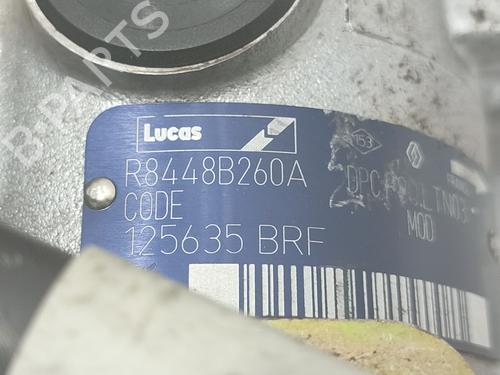 B-PARTS
Lucas
R8448B260A
CODE
125635 BRF
153
DPC
MOD